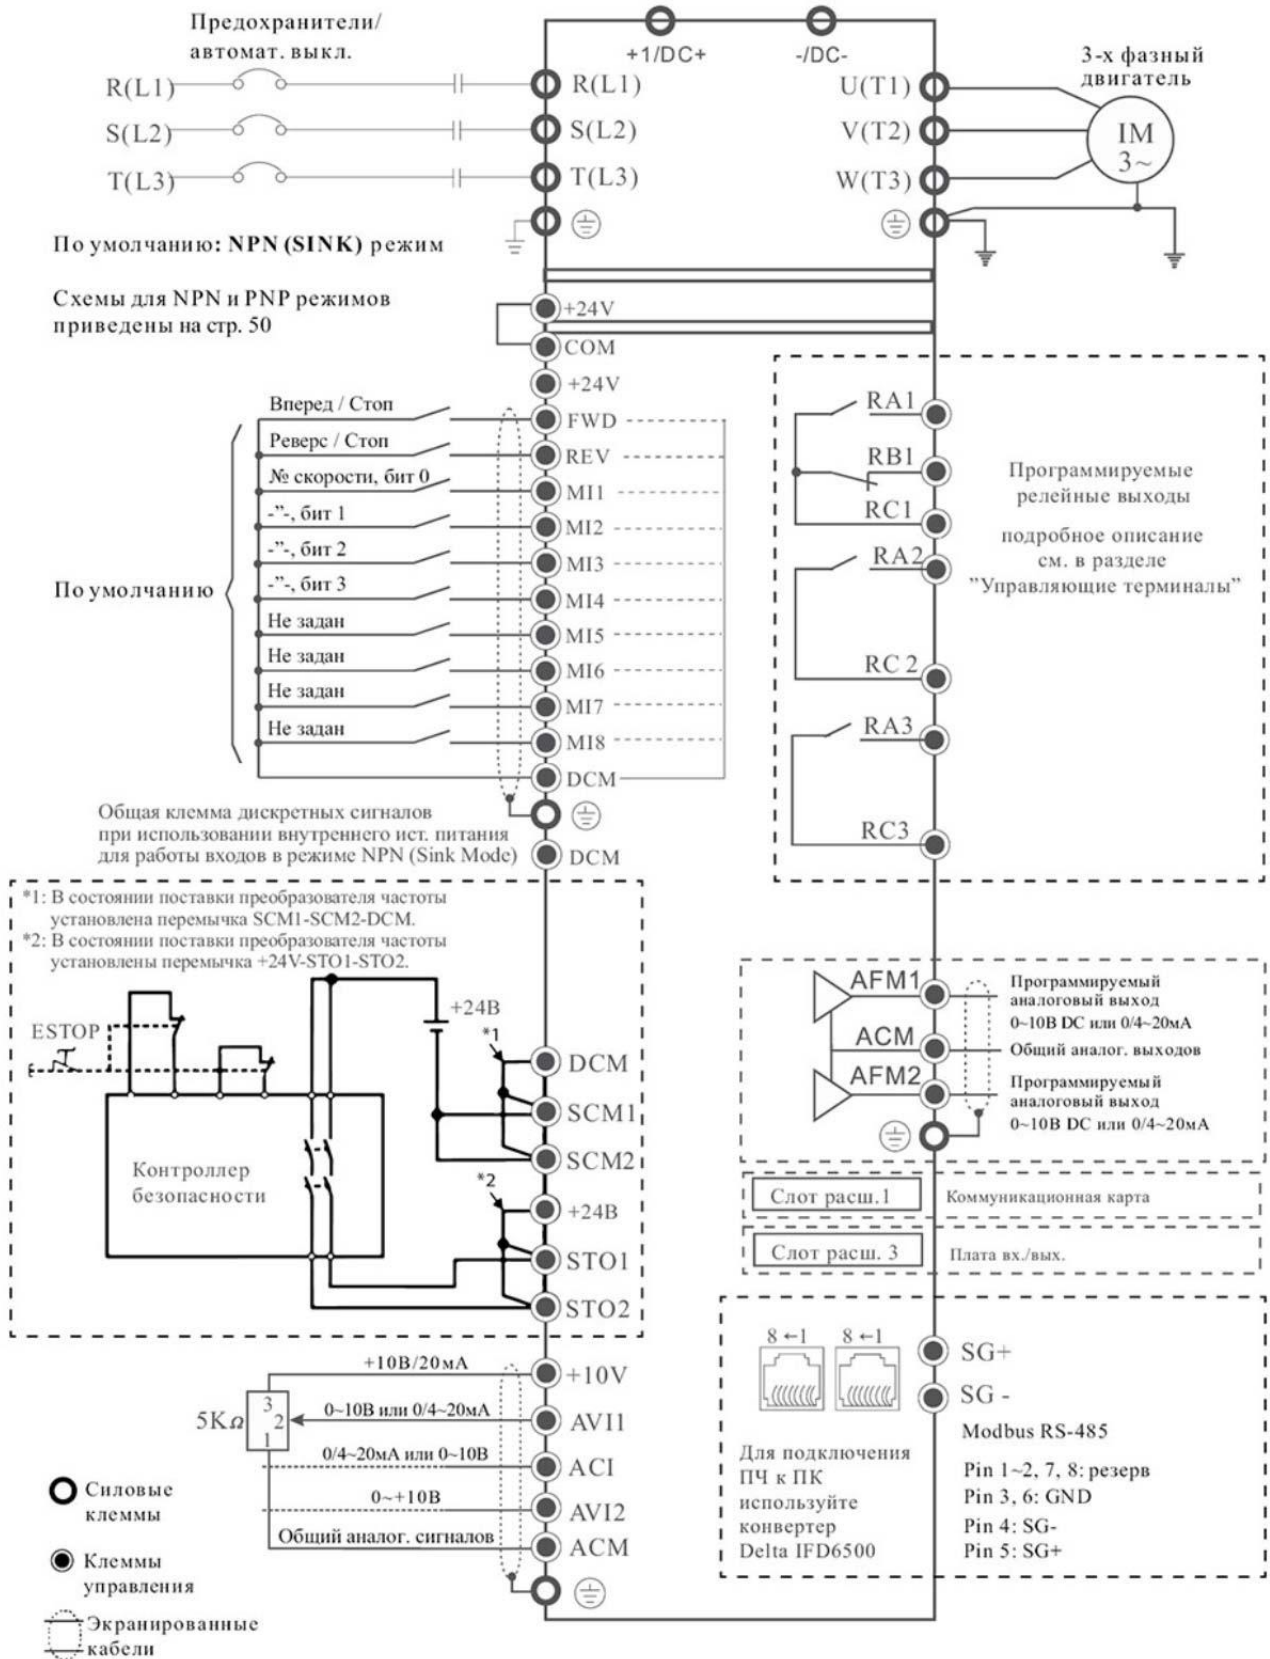 Предохранители/
автомат. выкл.
+1/DC+
-/DC-
3-х фазный
двигатель
R(L1)
R(L1)
U(T1)
S(L2)
S(L2)
V(T2)
IM
3~
T(L3)
T(L3)
W(T3)
По умолчанию: NPN (SINK) режим
Схемы для NPN и PNP режимов
приведены на стр. 50
+24V
COM
+24V
Вперед / Стоп
FWD
Реверс / Стоп
REV
№ скорости, бит 0
MI1
-”-, бит 1
MI2
-”-, бит 2
MI3
-”-, бит 3
MI4
По умолчанию
Не задан
MI5
Не задан
MI6
Не задан
MI7
Не задан
MI8
DCM
Общая клемма дискретных сигналов
при использовании внутреннего ист. питания
для работы входов в режиме NPN (Sink Mode)
DCM
RA1
RB1
RC1
RA2
RC 2
RA3
RC3
Программируемые
релейные выходы
подробное описание
см. в разделе
”Управляющие терминалы”
*1: В состоянии поставки преобразователя частоты
установлена перемычка SCM1-SCM2-DCM.
*2: В состоянии поставки преобразователя частоты
установлены перемычка +24V-STO1-STO2.
ESTOP
+24В
*1
DCM
SCM1
SCM2
Контроллер
безопасности
*2
+24В
STO1
STO2
AFM1
Программируемый
аналоговый выход
0~10В DC или 0/4~20мА
ACM
Общий аналог. выходов
AFM2
Программируемый
аналоговый выход
0~10В DC или 0/4~20мА
Слот расш.1
Коммуникационная карта
Слот расш. 3
Плата вх./вых.
8←1
8←1
SG+
SG -
Modbus RS-485
Pin 1~2, 7, 8: резерв
Pin 3, 6: GND
Pin 4: SG-
Pin 5: SG+
Для подключения
ПЧ к ПК
используйте
конвертер
Delta IFD6500
+10В/20мА
+10V
5KΩ
3
2
1
0~10В или 0/4~20мА
AVI1
0/4~20мА или 0~10В
ACI
0~+10В
AVI2
Общий аналог. сигналов
ACM
Силовые
клеммы
Клеммы
управления
Экранированные
кабели